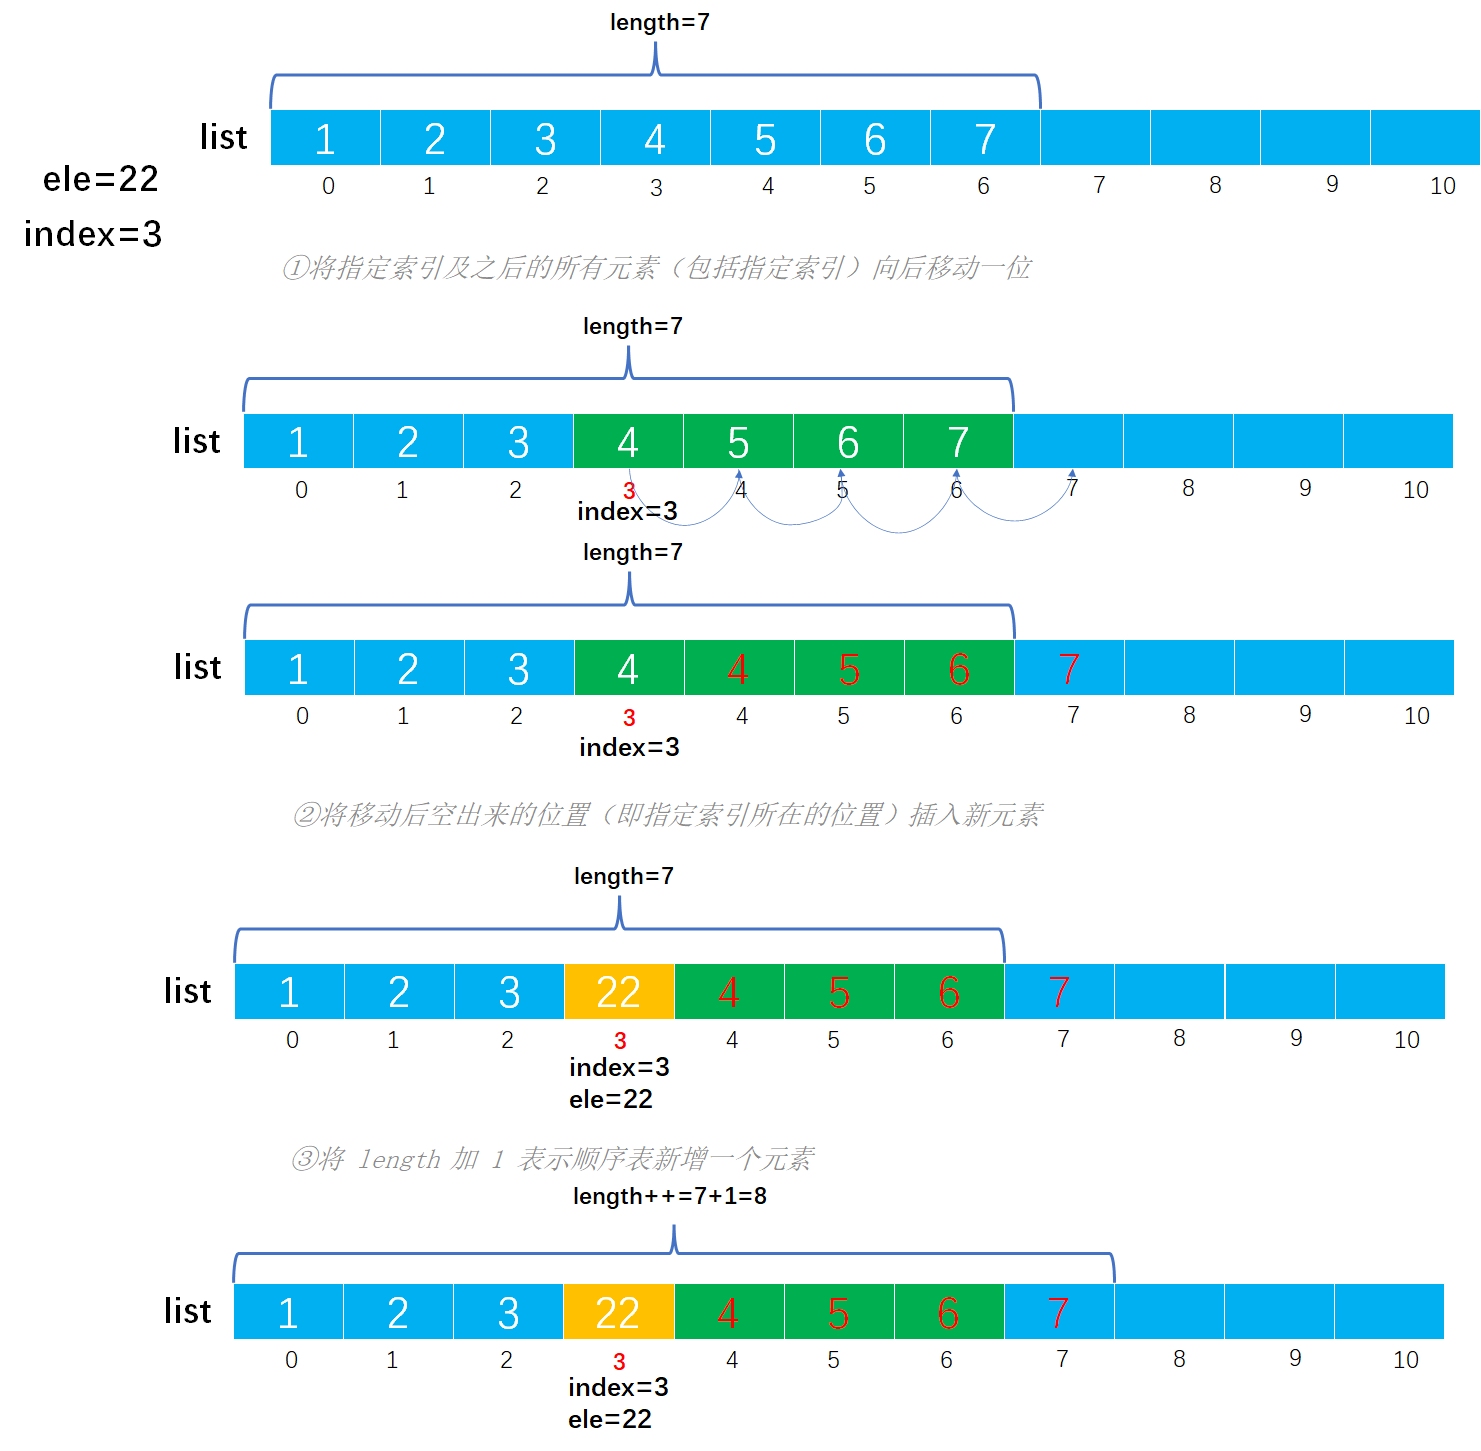 length=7
list 1 2 3 4 5 6 7
0 1 2 3 4 5 6 7 8 9 10
ele=22
index=3
①将指定索引及之后的所有元素（包括指定索引）向后移动一位
length=7
list 1 2 3 4 5 6 7
0 1 2 3 4 5 6 7 8 9 10
index=3
length=7
list 1 2 3 4 4 5 6 7
0 1 2 3 4 5 6 7 8 9 10
index=3
②将移动后空出来的位置（即指定索引所在的位置）插入新元素
length=7
list 1 2 3 22 4 5 6 7
0 1 2 3 4 5 6 7 8 9 10
index=3
ele=22
③将 length 加 1 表示顺序表新增一个元素
length++=7+1=8
list 1 2 3 22 4 5 6 7
0 1 2 3 4 5 6 7 8 9 10
index=3
ele=22